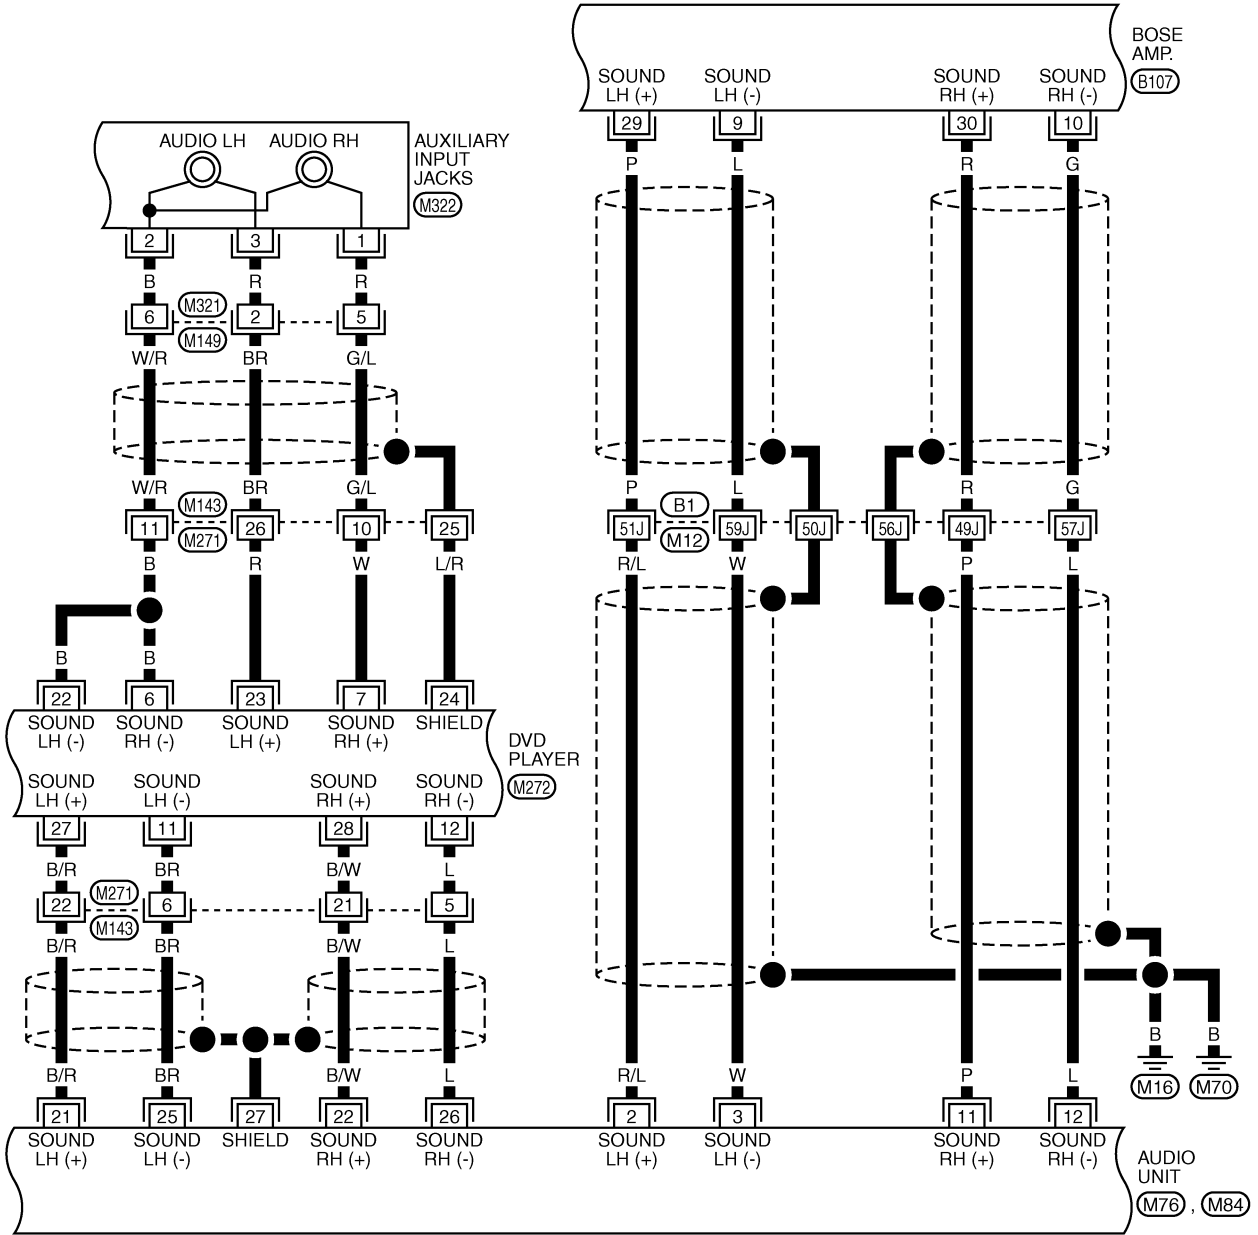 BOSE
AMP.
B107
SOUND LH (+)
SOUND LH (-)
SOUND RH (+)
SOUND RH (-)
29 9 30 10
P L R G
AUDIO LH AUDIO RH
AUXILIARY
INPUT
JACKS
M322
2 3 1
B R R
M321
6 2 5
M149
W/R BR G/L
W/R BR G/L
P L R G
M143
11 26 10 25
M271
B1
51J 59J 50J 56J 49J 57J
M12
B R W L/R
R/L W P L
B B
22 6 23 7 24
SOUND LH (-)
SOUND RH (-)
SOUND LH (+)
SOUND RH (+)
SHIELD
DVD
PLAYER
M272
SOUND LH (+)
SOUND LH (-)
SOUND RH (+)
SOUND RH (-)
27 11 28 12
B/R BR B/W L
M271
22 6 21 5
M143
B/R BR B/W L
B B
M16 M70
B/R BR B/W L
R/L W P L
21 25 27 22 26
2 3 11 12
SOUND LH (+)
SOUND LH (-)
SHIELD
SOUND RH (+)
SOUND RH (-)
SOUND LH (+)
SOUND LH (-)
SOUND RH (+)
SOUND RH (-)
AUDIO
UNIT
M76 , M84